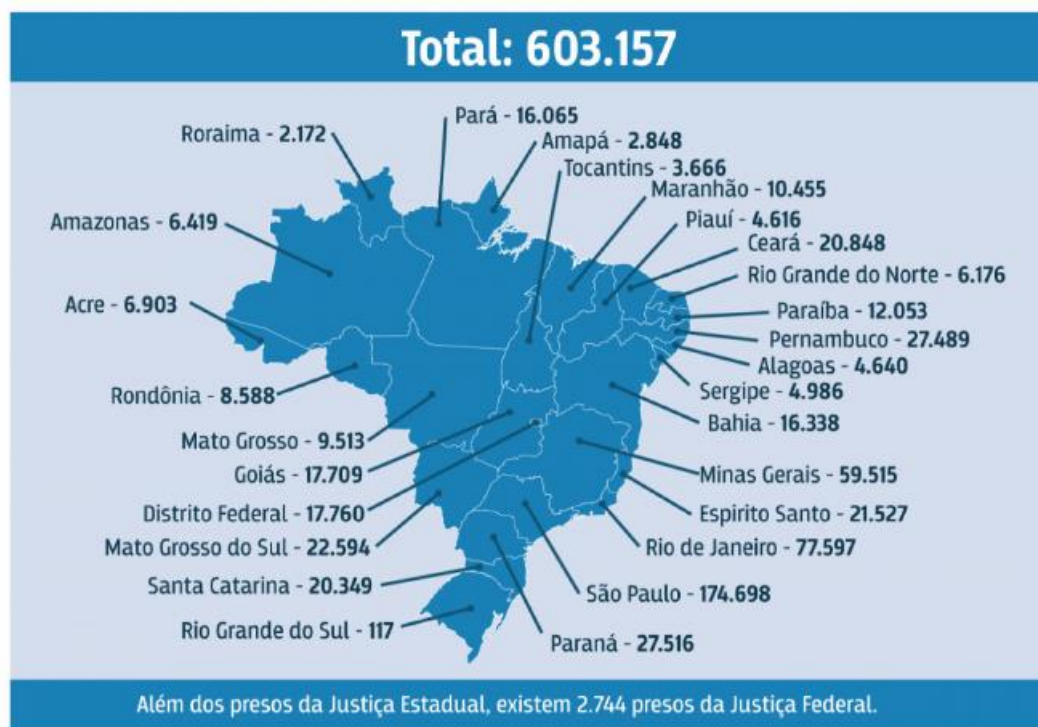 Total: 603.157
Pará - 16.065
Roraima - 2.172
Amapá - 2.848
Tocantins - 3.666
Maranhão - 10.455
Piauí - 4.616
Amazonas - 6.419
Ceará - 20.848
Rio Grande do Norte - 6.176
Acre - 6.903
Paraíba - 12.053
Pernambuco - 27.489
Alagoas - 4.640
Rondônia - 8.588
Sergipe - 4.986
Bahia - 16.338
Mato Grosso - 9.513
Goiás - 17.709
Minas Gerais - 59.515
Distrito Federal - 17.760
Espirito Santo - 21.527
Mato Grosso do Sul - 22.594
Rio de Janeiro - 77.597
Santa Catarina - 20.349
São Paulo - 174.698
Rio Grande do Sul - 117
Paraná - 27.516
Além dos presos da Justiça Estadual, existem 2.744 presos da Justiça Federal.